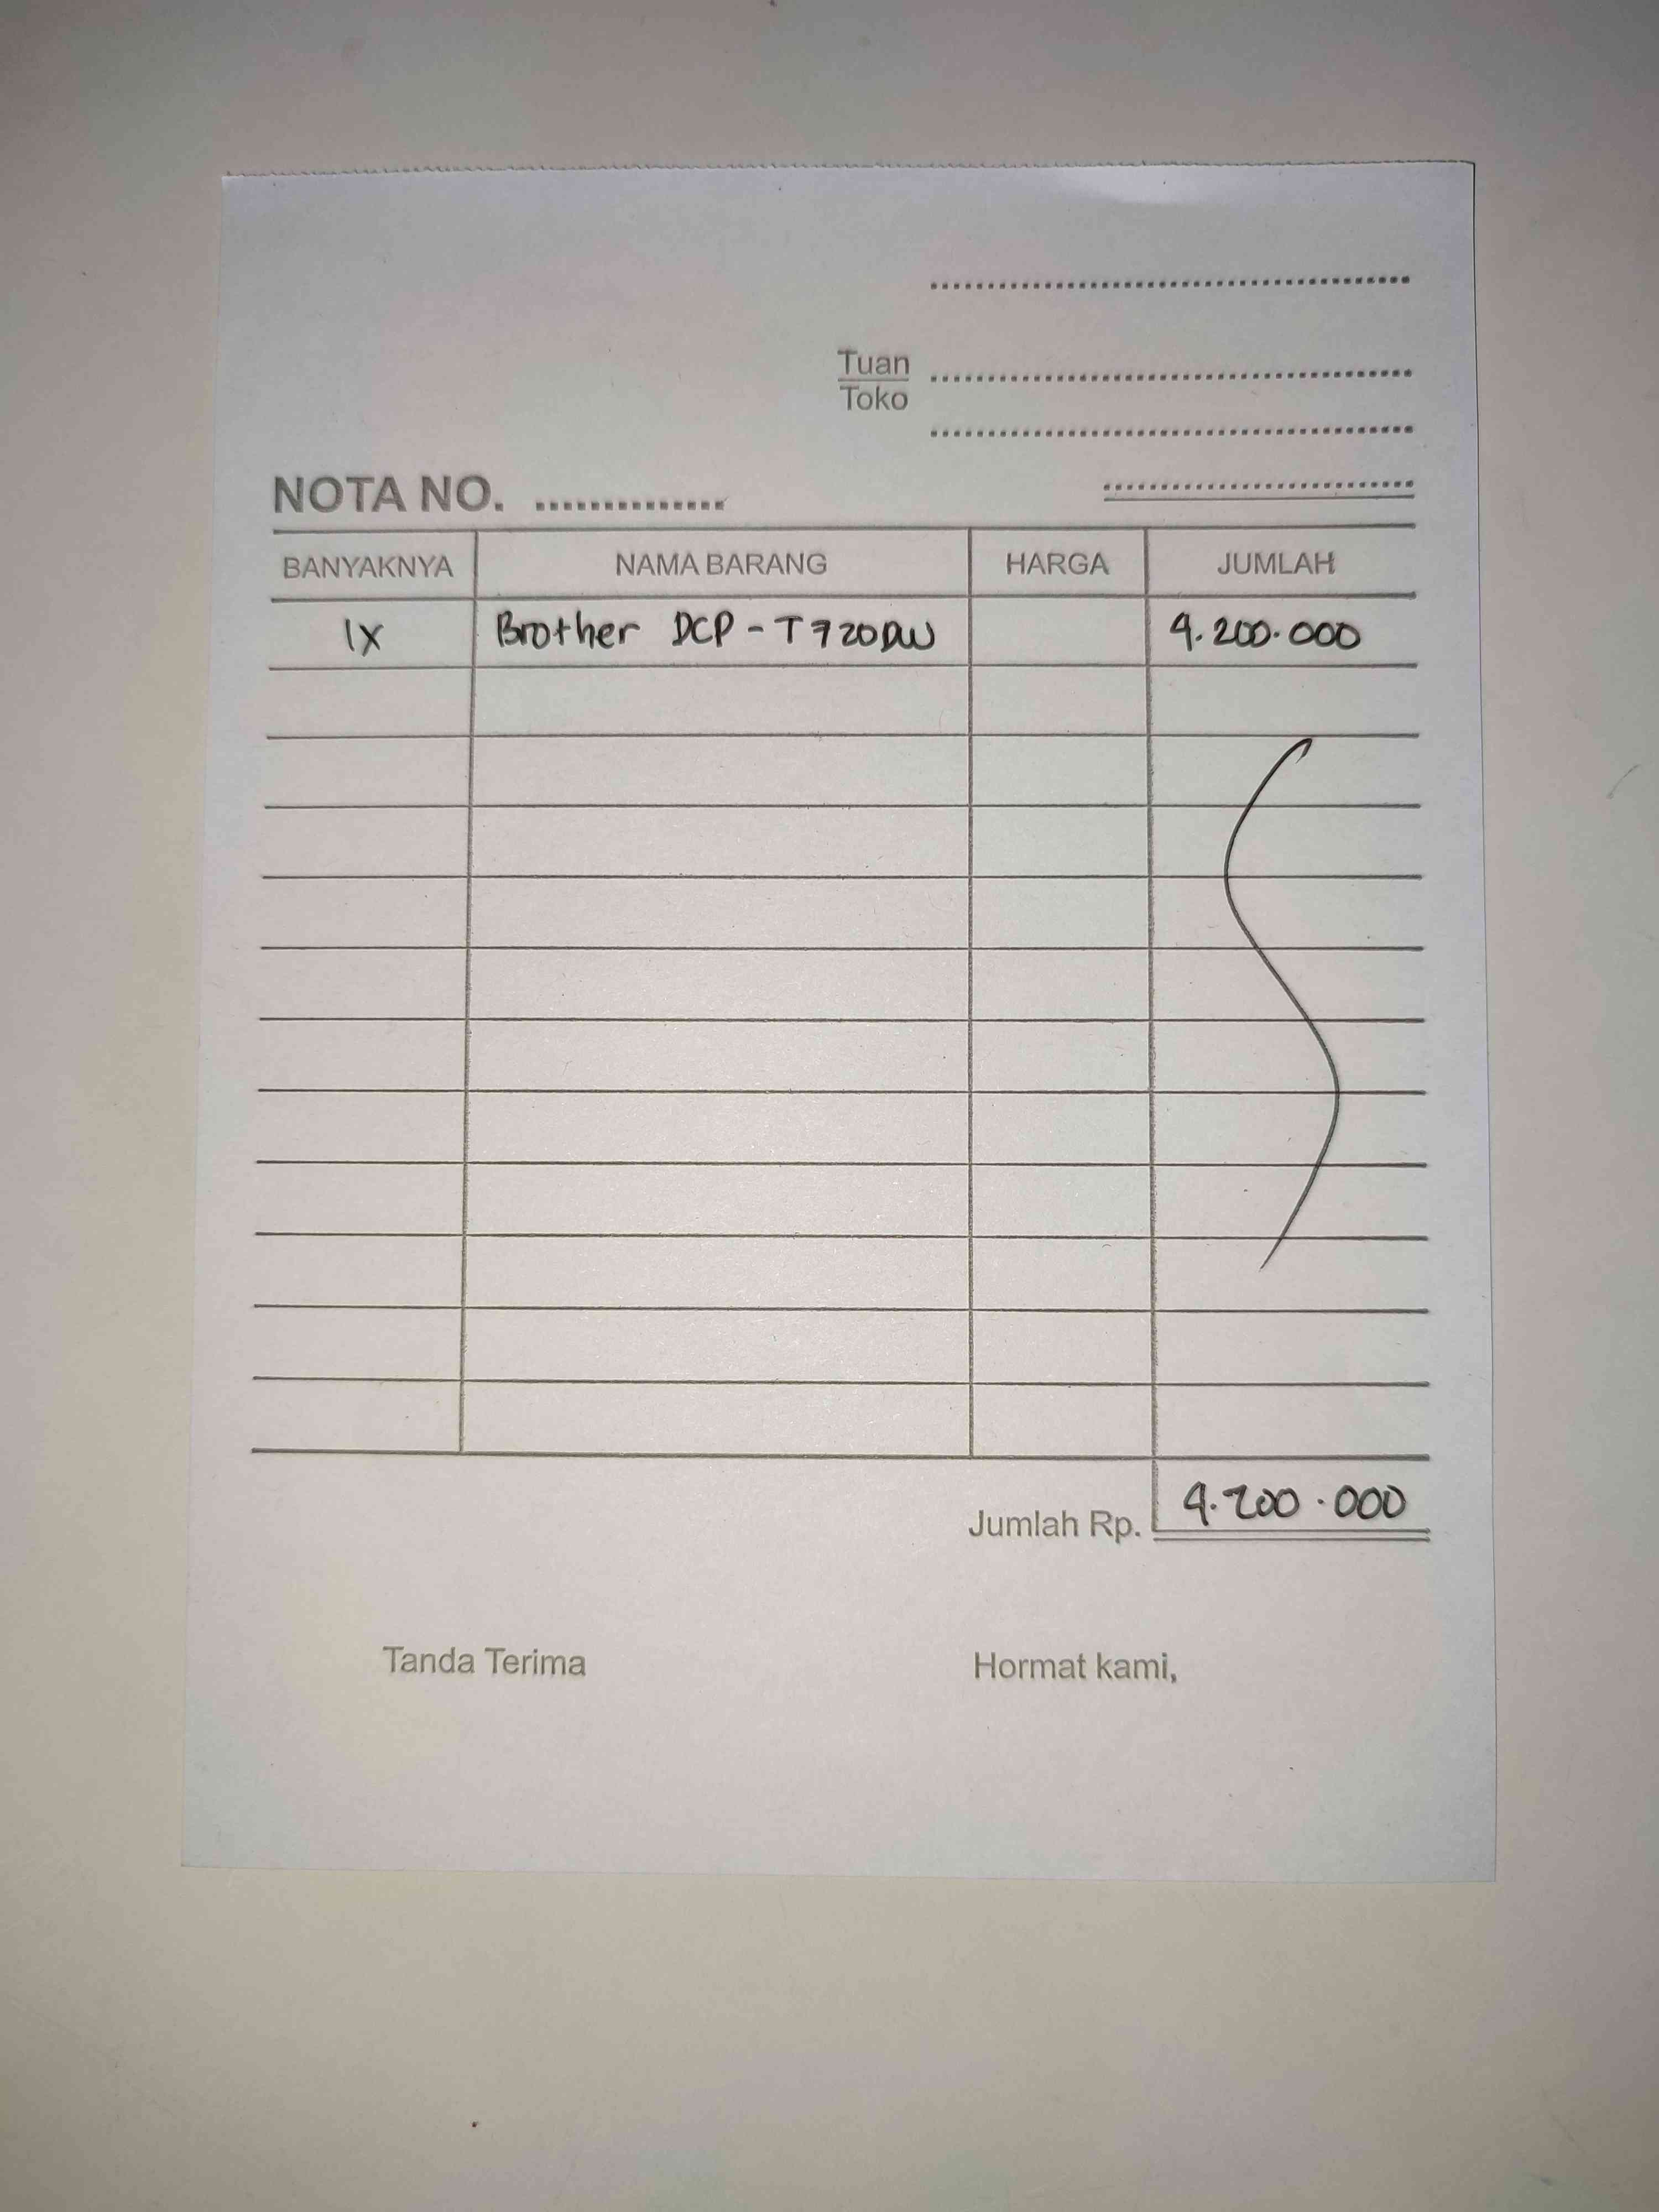 Tuan
Toko
NOTA NO.
BANYAKNYA NAMA BARANG HARGA JUMLAH
1X Brother DCP - T720DW 4.200.000
Jumlah Rp. 4.200.000
Tanda Terima Hormat kami,